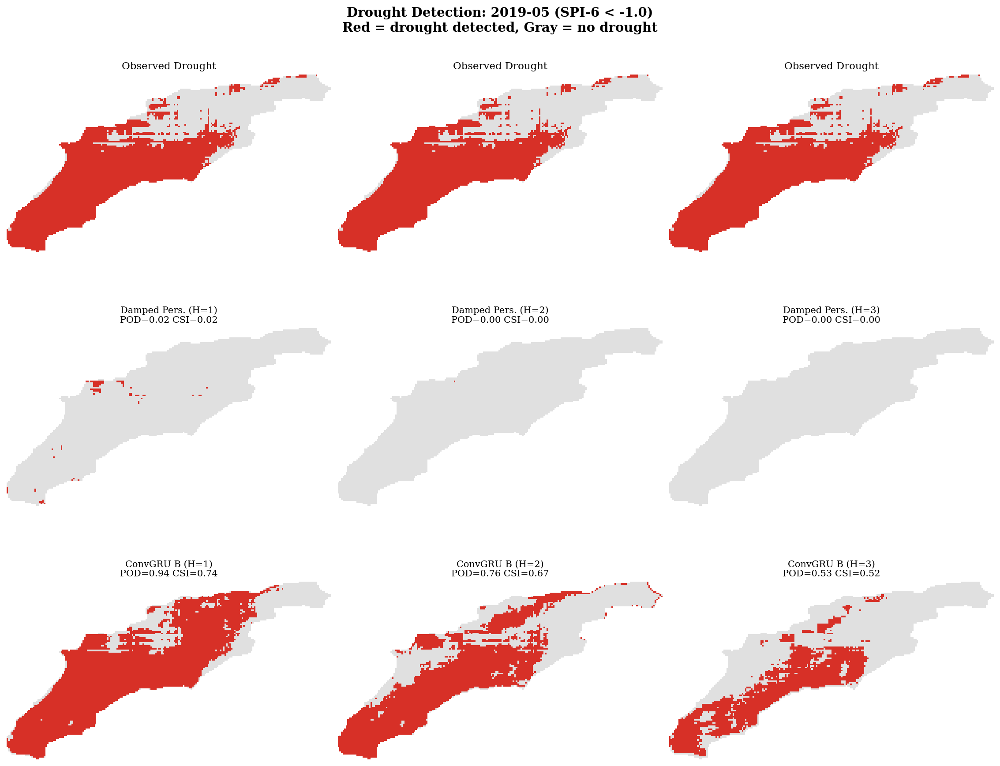 Drought Detection: 2019-05 (SPI-6 < -1.0)
Red = drought detected, Gray = no drought
Observed Drought
Observed Drought
Observed Drought
Damped Pers. (H=1)
POD=0.02 CSI=0.02
Damped Pers. (H=2)
POD=0.00 CSI=0.00
Damped Pers. (H=3)
POD=0.00 CSI=0.00
ConvGRU B (H=1)
POD=0.94 CSI=0.74
ConvGRU B (H=2)
POD=0.76 CSI=0.67
ConvGRU B (H=3)
POD=0.53 CSI=0.52